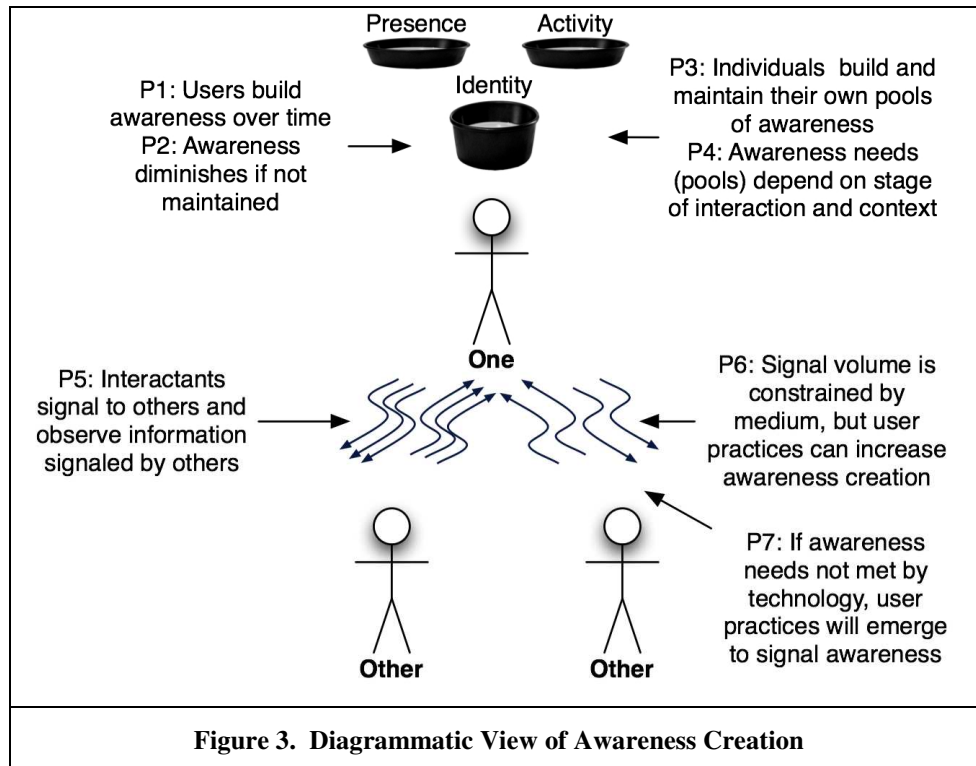 Presence
Activity
Identity
P1: Users build
awareness over time
P2: Awareness
diminishes if not
maintained
P3: Individuals build and
maintain their own pools
of awareness
P4: Awareness needs
(pools) depend on stage
of interaction and context
One
P5: Interactants
signal to others and
observe information
signaled by others
P6: Signal volume is
constrained by
medium, but user
practices can increase
awareness creation
P7: If awareness
needs not met by
technology, user
practices will emerge
to signal awareness
Other
Other
Figure 3. Diagrammatic View of Awareness Creation